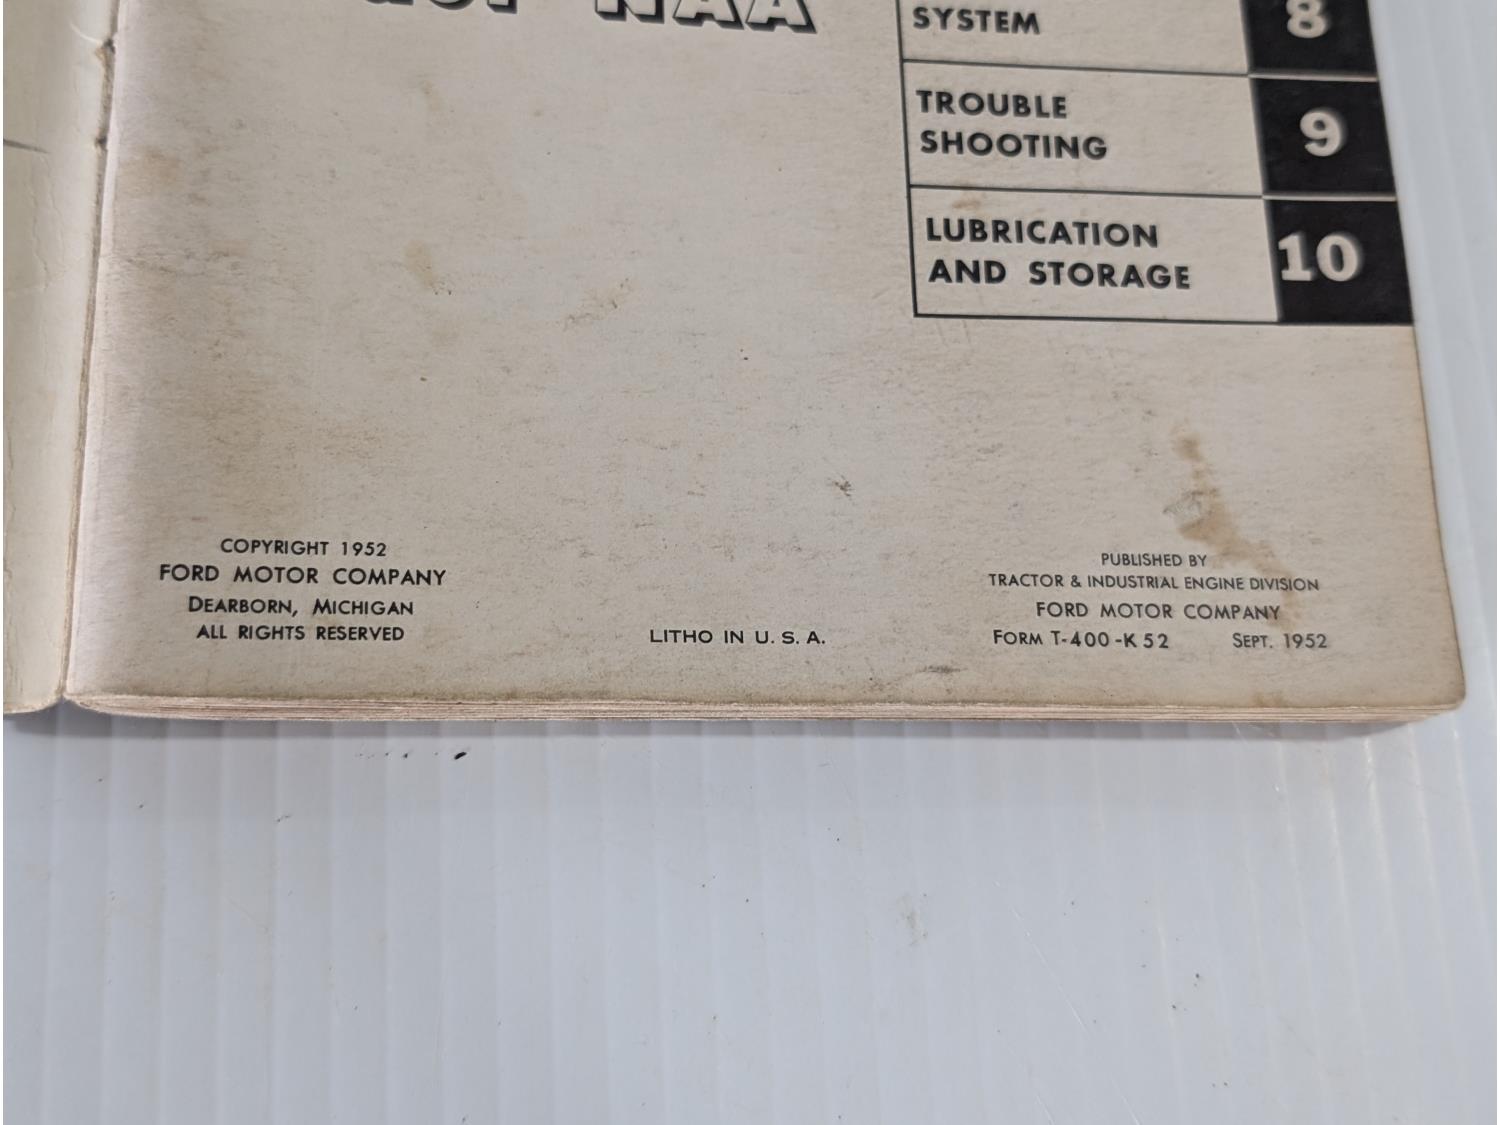 NAA
SYSTEM
8
TROUBLE
SHOOTING
9
LUBRICATION
AND STORAGE
10
COPYRIGHT 1952
FORD MOTOR COMPANY
DEARBORN, MICHIGAN
ALL RIGHTS RESERVED
LITHO IN U. S. A.
PUBLISHED BY
TRACTOR & INDUSTRIAL ENGINE DIVISION
FORD MOTOR COMPANY
FORM T-400-K 52 SEPT. 1952